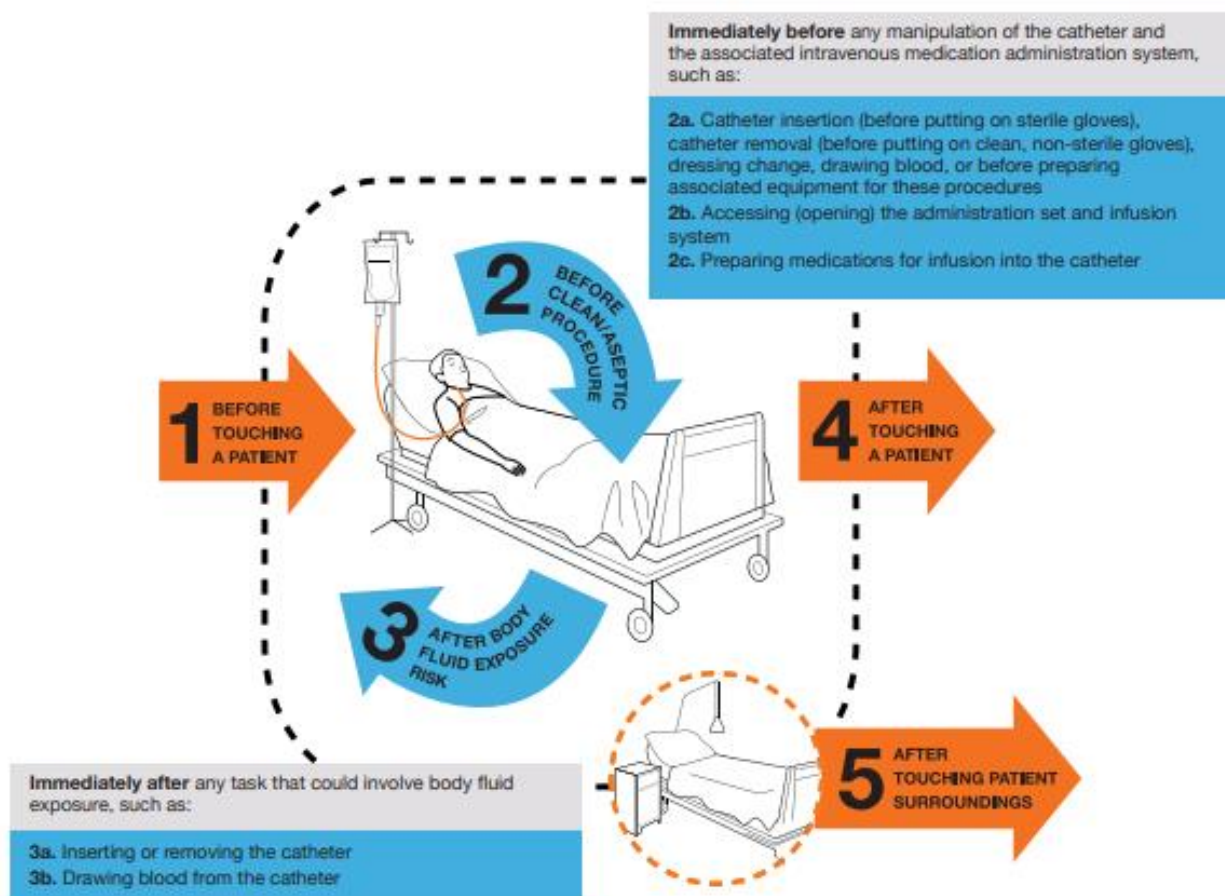 Immediately before any manipulation of the catheter and
the associated intravenous medication administration system,
such as:
2a. Catheter insertion (before putting on sterile gloves),
catheter removal (before putting on clean, non-sterile gloves),
dressing change, drawing blood, or before preparing
associated equipment for these procedures
2b. Accessing (opening) the administration set and infusion
system
2c. Preparing medications for infusion into the catheter
2 BEFORE
CLEAN/ASEPTIC
PROCEDURE
1 BEFORE
TOUCHING
A PATIENT
4 AFTER
TOUCHING
A PATIENT
3 AFTER BODY
FLUID EXPOSURE
RISK
5 AFTER
TOUCHING PATIENT
SURROUNDINGS
Immediately after any task that could involve body fluid
exposure, such as:
3a. Inserting or removing the catheter
3b. Drawing blood from the catheter